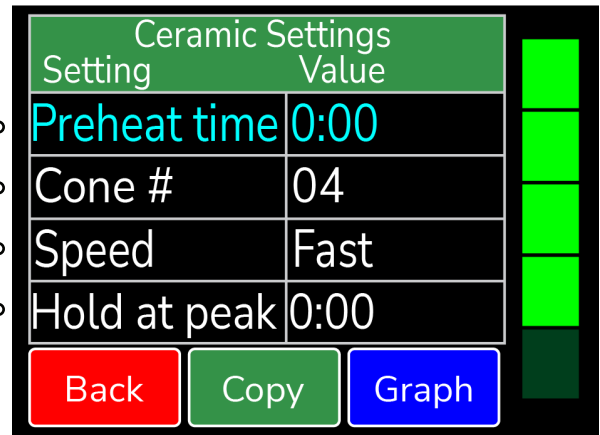 Ceramic Settings
Setting Value
Preheat time 0:00
Cone # 04
Speed Fast
Hold at peak 0:00
Back Copy Graph